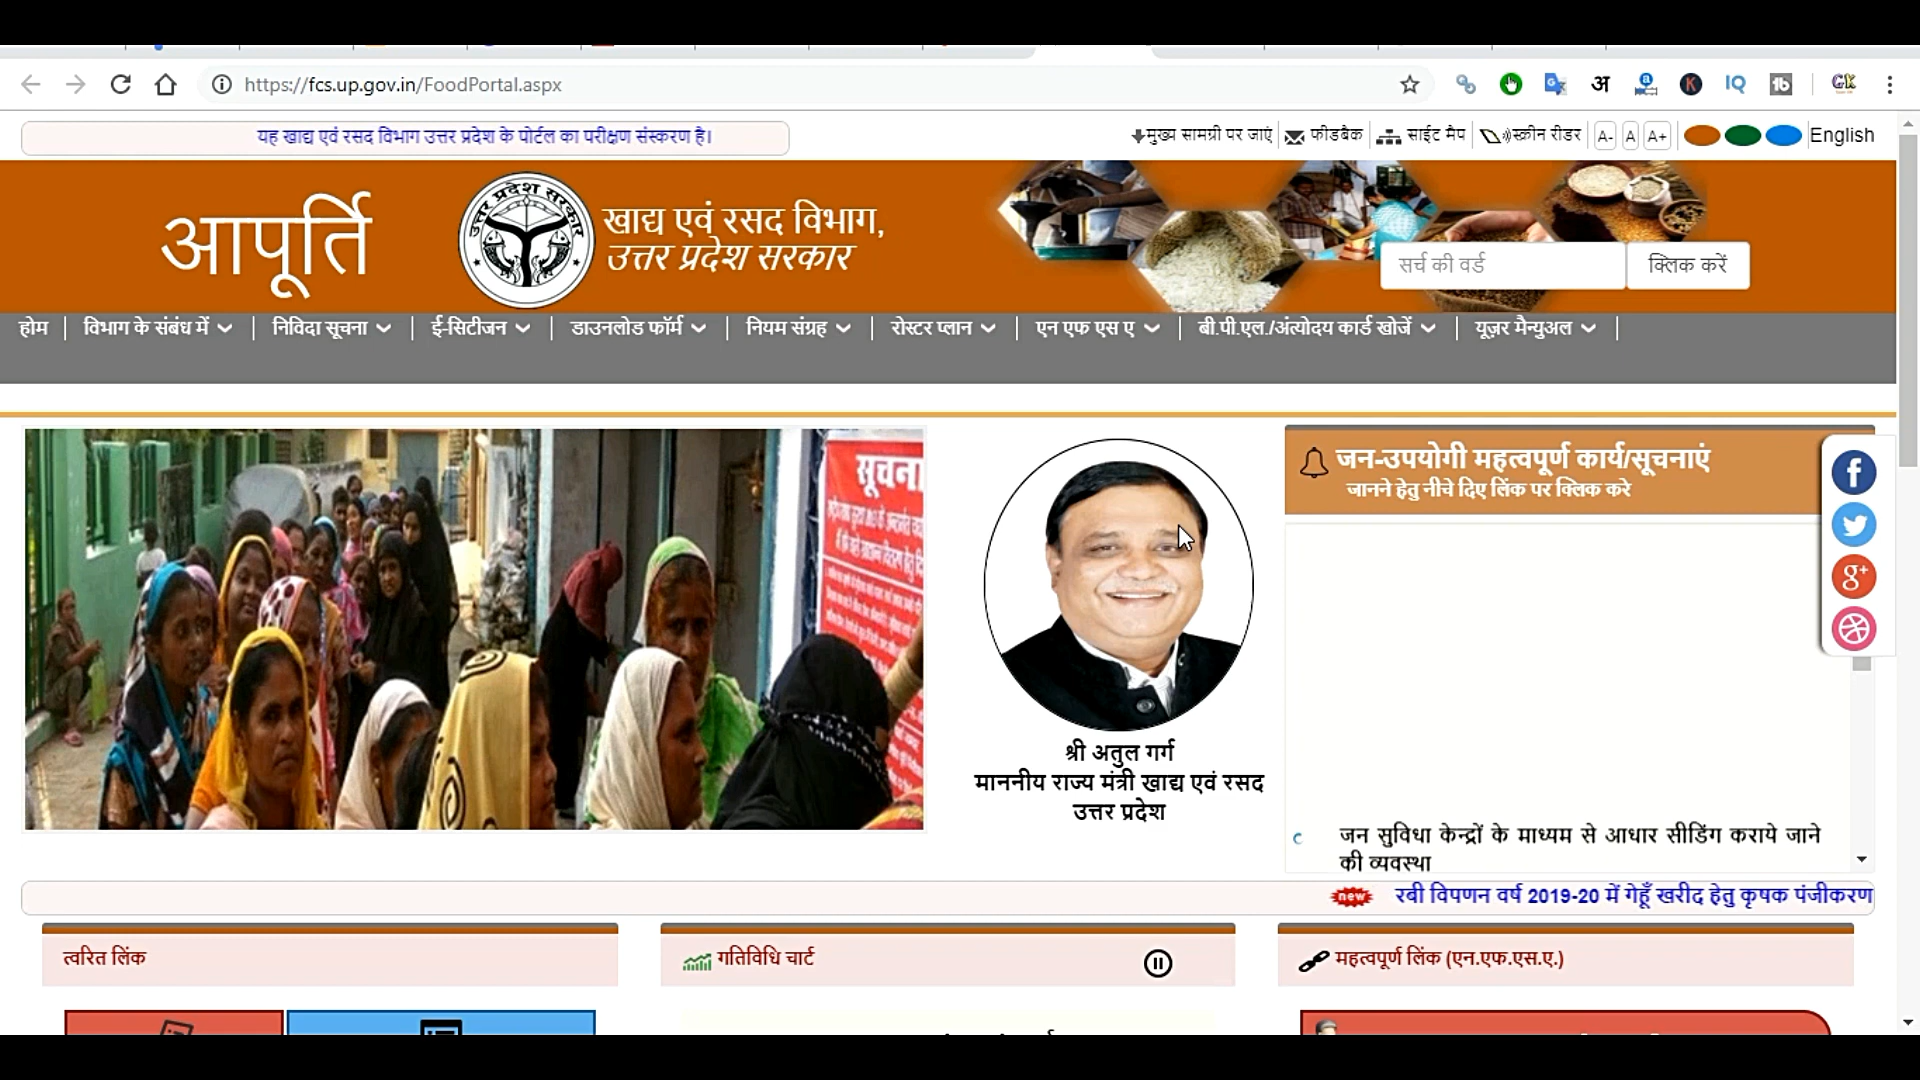 https://fcs.up.gov.in/FoodPortal.aspx
यह खाद्य एवं रसद विभाग उत्तर प्रदेश के पोर्टल का परीक्षण संस्करण है।
मुख्य सामग्री पर जाएं फीडबैक साईट मैप स्क्रीन रीडर A- A A+ English
आपूर्ति
उत्तर प्रदेश सरकार
खाद्य एवं रसद विभाग,
उत्तर प्रदेश सरकार
सर्च की वर्ड क्लिक करें
होम विभाग के संबंध में निविदा सूचना ई-सिटीजन डाउनलोड फॉर्म नियम संग्रह रोस्टर प्लान एन एफ एस ए बी.पी.एल./अंत्योदय कार्ड खोजें यूज़र मैन्युअल
सूचना
श्री अतुल गर्ग
माननीय राज्य मंत्री खाद्य एवं रसद
उत्तर प्रदेश
जन-उपयोगी महत्वपूर्ण कार्य/सूचनाएं
जानने हेतु नीचे दिए लिंक पर क्लिक करे
जन सुविधा केन्द्रों के माध्यम से आधार सीडिंग कराये जाने
की व्यवस्था
new रबी विपणन वर्ष 2019-20 में गेहूँ खरीद हेतु कृषक पंजीकरण
त्वरित लिंक
गतिविधि चार्ट
महत्वपूर्ण लिंक (एन.एफ.एस.ए.)